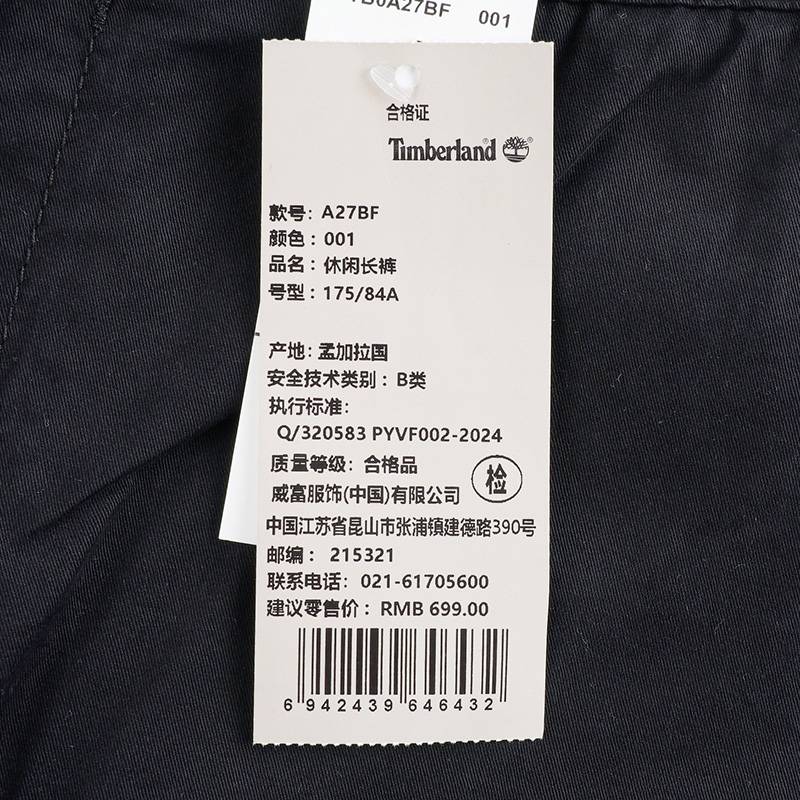 TB0A27BF 001
合格证
Timberland
款号: A27BF
颜色: 001
品名: 休闲长裤
号型: 175/84A
产地: 孟加拉国
安全技术类别: B类
执行标准:
Q/320583 PYVF002-2024
质量等级: 合格品
检
威富服饰(中国)有限公司
中国江苏省昆山市张浦镇建德路390号
邮编: 215321
联系电话: 021-61705600
建议零售价: RMB 699.00
6 942439 646432